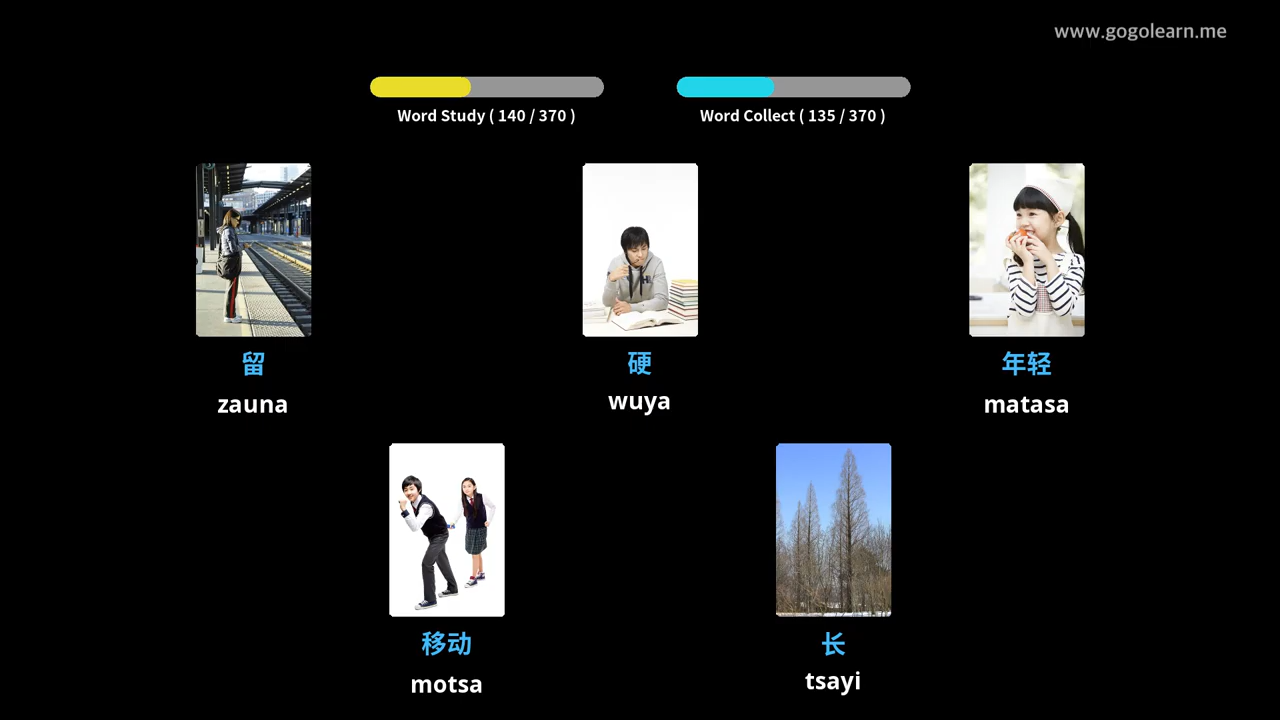 www.gogolearn.me
Word Study ( 140 / 370 )
Word Collect ( 135 / 370 )
留
zauna
硬
wuya
年轻
matasa
移动
motsa
长
tsayi